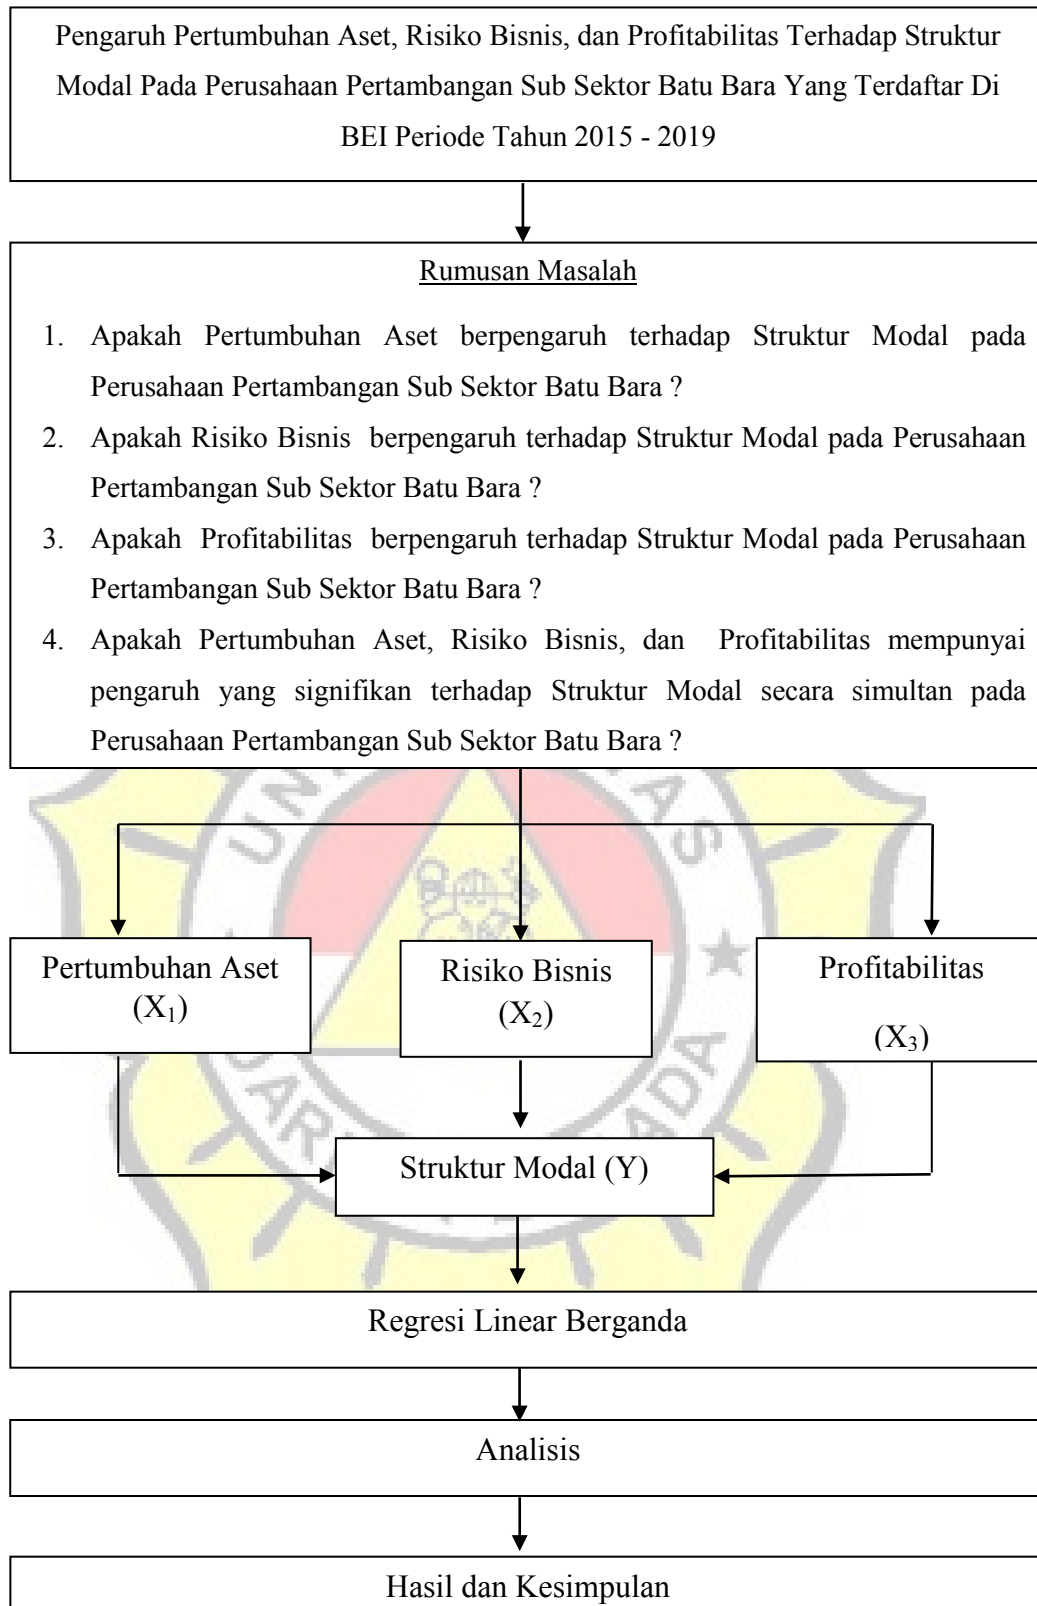 Pengaruh Pertumbuhan Aset, Risiko Bisnis, dan Profitabilitas Terhadap Struktur
Modal Pada Perusahaan Pertambangan Sub Sektor Batu Bara Yang Terdaftar Di
BEI Periode Tahun 2015 - 2019
Rumusan Masalah
1. Apakah Pertumbuhan Aset berpengaruh terhadap Struktur Modal pada
Perusahaan Pertambangan Sub Sektor Batu Bara ?
2. Apakah Risiko Bisnis berpengaruh terhadap Struktur Modal pada Perusahaan
Pertambangan Sub Sektor Batu Bara ?
3. Apakah Profitabilitas berpengaruh terhadap Struktur Modal pada Perusahaan
Pertambangan Sub Sektor Batu Bara ?
4. Apakah Pertumbuhan Aset, Risiko Bisnis, dan Profitabilitas mempunyai
pengaruh yang signifikan terhadap Struktur Modal secara simultan pada
Perusahaan Pertambangan Sub Sektor Batu Bara ?
Pertumbuhan Aset
(X₁)
Risiko Bisnis
(X₂)
Profitabilitas
(X₃)
Struktur Modal (Y)
Regresi Linear Berganda
Analisis
Hasil dan Kesimpulan